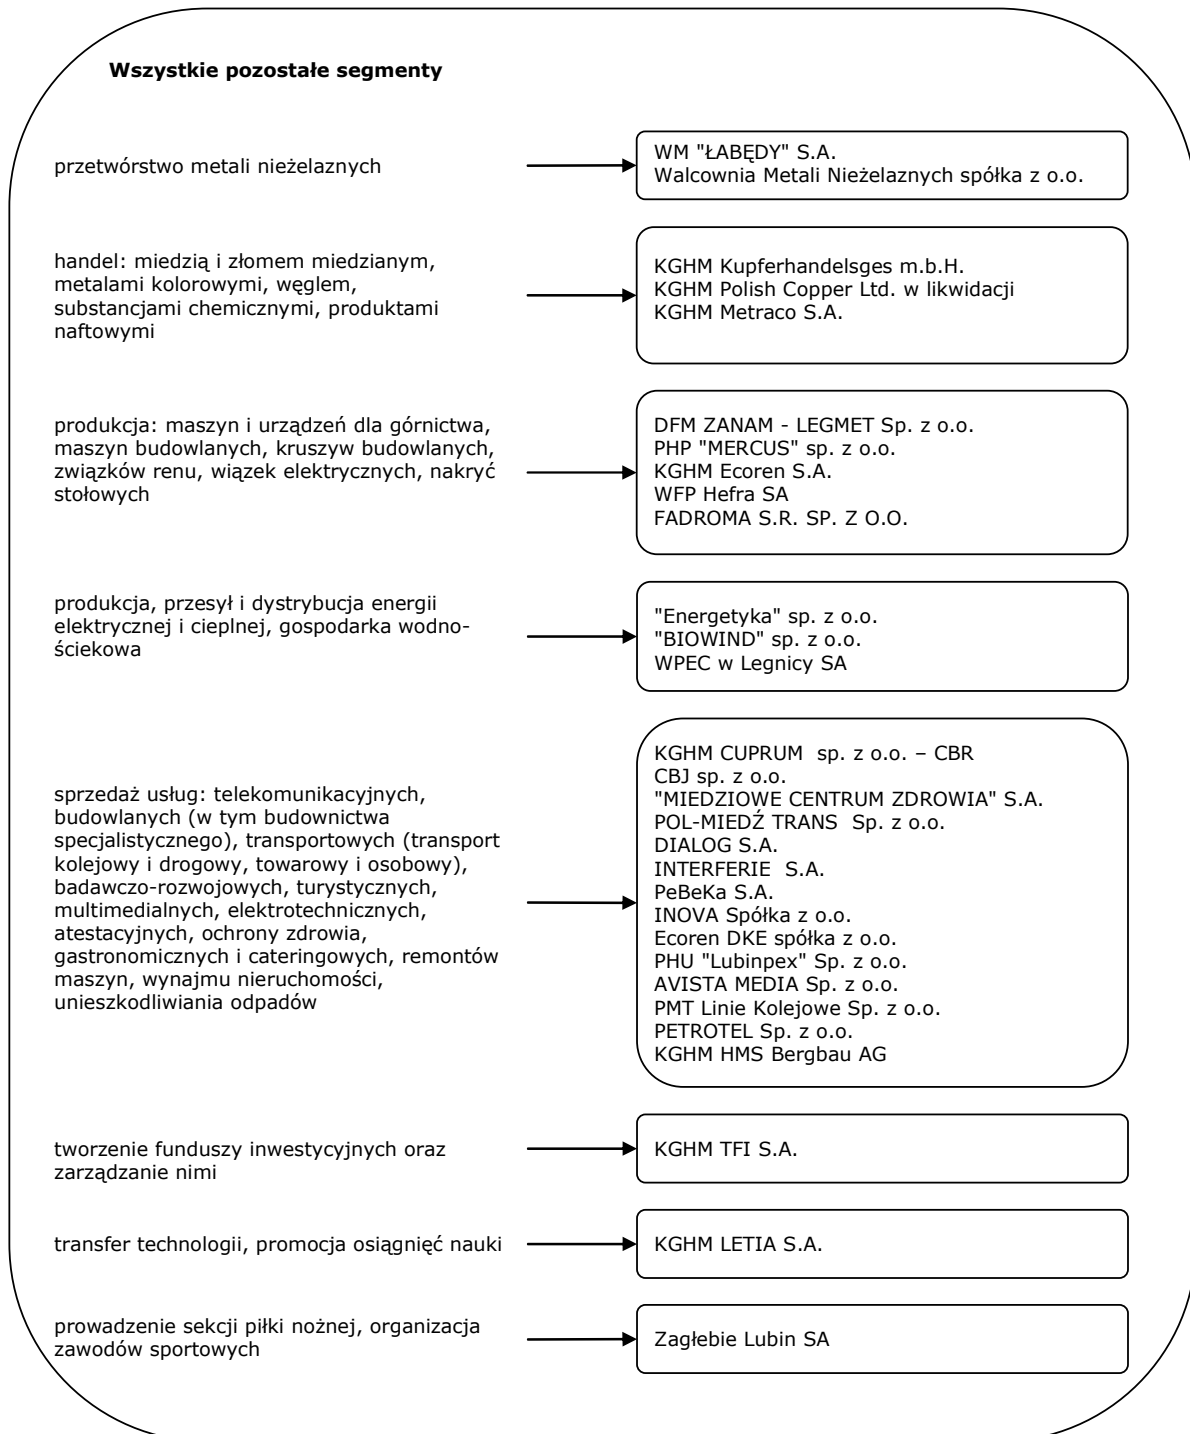 Wszystkie pozostałe segmenty
przetwórstwo metali nieżelaznych
WM "ŁABĘDY" S.A.
Walcownia Metali Nieżelaznych spółka z o.o.
handel: miedzią i złomem miedzianym,
metalami kolorowymi, węglem,
substancjami chemicznymi, produktami
naftowymi
KGHM Kupferhandelsges m.b.H.
KGHM Polish Copper Ltd. w likwidacji
KGHM Metraco S.A.
produkcja: maszyn i urządzeń dla górnictwa,
maszyn budowlanych, kruszyw budowlanych,
związków renu, wiązek elektrycznych, nakryć
stołowych
DFM ZANAM - LEGMET Sp. z o.o.
PHP "MERCUS" sp. z o.o.
KGHM Ecoren S.A.
WFP Hefra SA
FADROMA S.R. SP. Z O.O.
produkcja, przesył i dystrybucja energii
elektrycznej i cieplnej, gospodarka wodno-
ściekowa
"Energetyka" sp. z o.o.
"BIOWIND" sp. z o.o.
WPEC w Legnicy SA
sprzedaż usług: telekomunikacyjnych,
budowlanych (w tym budownictwa
specjalistycznego), transportowych (transport
kolejowy i drogowy, towarowy i osobowy),
badawczo-rozwojowych, turystycznych,
multimedialnych, elektrotechnicznych,
atestacyjnych, ochrony zdrowia,
gastronomicznych i cateringowych, remontów
maszyn, wynajmu nieruchomości,
unieszkodliwiania odpadów
KGHM CUPRUM  sp. z o.o. – CBR
CBJ sp. z o.o.
"MIEDZIOWE CENTRUM ZDROWIA" S.A.
POL-MIEDŹ TRANS  Sp. z o.o.
DIALOG S.A.
INTERFERIE  S.A.
PeBeKa S.A.
INOVA Spółka z o.o.
Ecoren DKE spółka z o.o.
PHU "Lubinpex" Sp. z o.o.
AVISTA MEDIA Sp. z o.o.
PMT Linie Kolejowe Sp. z o.o.
PETROTEL Sp. z o.o.
KGHM HMS Bergbau AG
tworzenie funduszy inwestycyjnych oraz
zarządzanie nimi
KGHM TFI S.A.
transfer technologii, promocja osiągnięć nauki
KGHM LETIA S.A.
prowadzenie sekcji piłki nożnej, organizacja
zawodów sportowych
Zagłębie Lubin SA